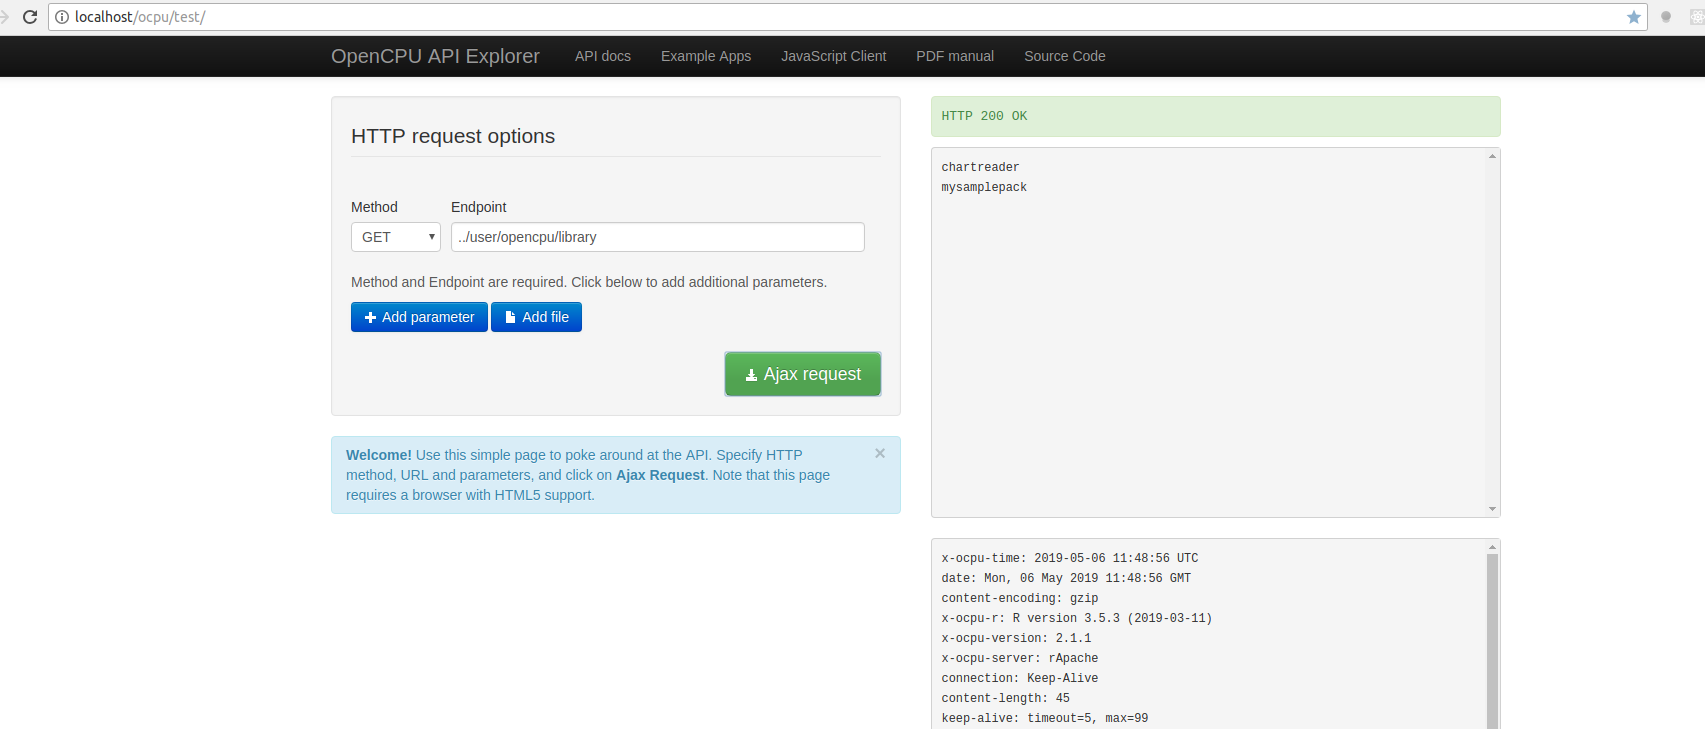 localhost/ocpu/test/
OpenCPU API Explorer API docs Example Apps JavaScript Client PDF manual Source Code
HTTP request options
Method Endpoint
GET ../user/opencpu/library
Method and Endpoint are required. Click below to add additional parameters.
Add parameter Add file
Ajax request
Welcome! Use this simple page to poke around at the API. Specify HTTP
method, URL and parameters, and click on Ajax Request. Note that this page
requires a browser with HTML5 support.
×
HTTP 200 OK
chartreader
mysamplepack
x-ocpu-time: 2019-05-06 11:48:56 UTC
date: Mon, 06 May 2019 11:48:56 GMT
content-encoding: gzip
x-ocpu-r: R version 3.5.3 (2019-03-11)
x-ocpu-version: 2.1.1
x-ocpu-server: rApache
connection: Keep-Alive
content-length: 45
keep-alive: timeout=5, max=99